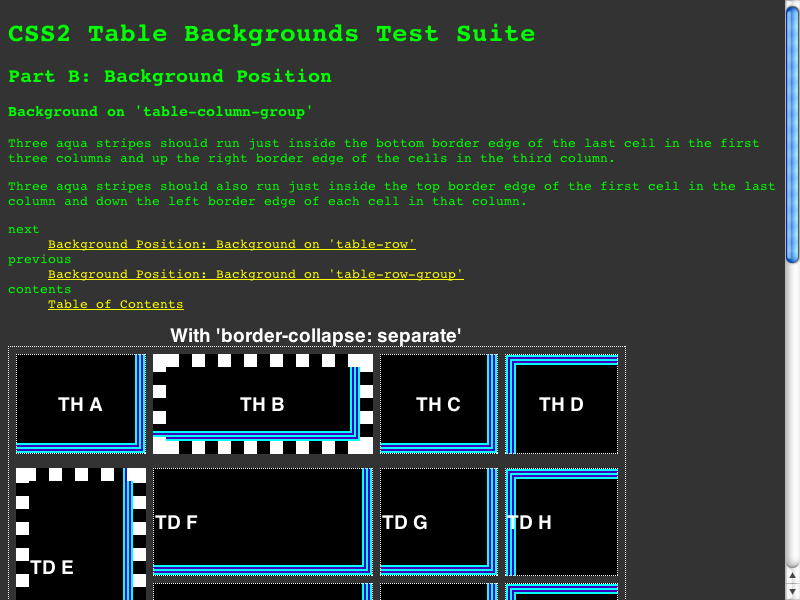 CSS2 Table Backgrounds Test Suite
Part B: Background Position
Background on 'table-column-group'
Three aqua stripes should run just inside the bottom border edge of the last cell in the first
three columns and up the right border edge of the cells in the third column.
Three aqua stripes should also run just inside the top border edge of the first cell in the last
column and down the left border edge of each cell in that column.
next
Background Position: Background on 'table-row'
previous
Background Position: Background on 'table-row-group'
contents
Table of Contents
With 'border-collapse: separate'
TH A TH B TH C TH D
TD F TD G TD H
TD E